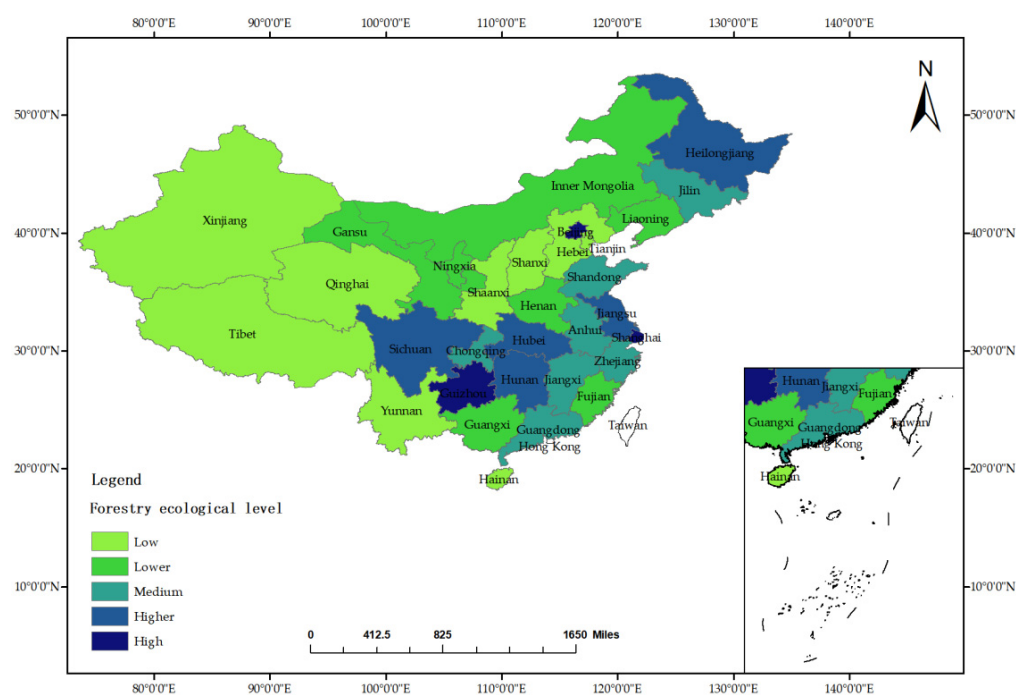 80°0'0"E 90°0'0"E 100°0'0"E 110°0'0"E 120°0'0"E 130°0'0"E 140°0'0"E
N
50°0'0"N 50°0'0"N
Heilongjiang
Inner Mongolia
Jilin
Xinjiang
Liaoning
Gansu
Beijing
40°0'0"N 40°0'0"N
Hebei
Tianjin
Ningxia
Shanxi
Shandong
Qinghai
Shaanxi
Henan
Jiangsu
Tibet
Anhui
Shanghai
Hubei
Sichuan
Chongqing
30°0'0"N 30°0'0"N
Zhejiang
Hunan
Jiangxi
Guizhou
Fujian
Yunnan
Guangxi
Guangdong
Taiwan
Hong Kong
Hainan
20°0'0"N 20°0'0"N
Hunan
Jiangxi
Fujian
Guangxi
Guangdong
Taiwan
Hong Kong
Hainan
Legend
Forestry ecological level
Low
Lower
Medium
Higher
High
10°0'0"N 10°0'0"N
0 412.5 825 1650 Miles
80°0'0"E 90°0'0"E 100°0'0"E 110°0'0"E 120°0'0"E 130°0'0"E 140°0'0"E